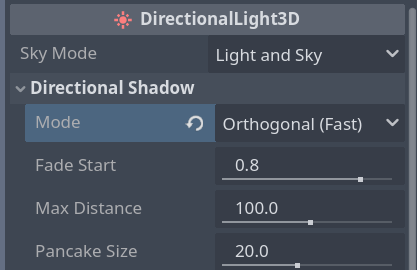 DirectionalLight3D
Sky Mode Light and Sky
Directional Shadow
Mode Orthogonal (Fast)
Fade Start 0.8
Max Distance 100.0
Pancake Size 20.0